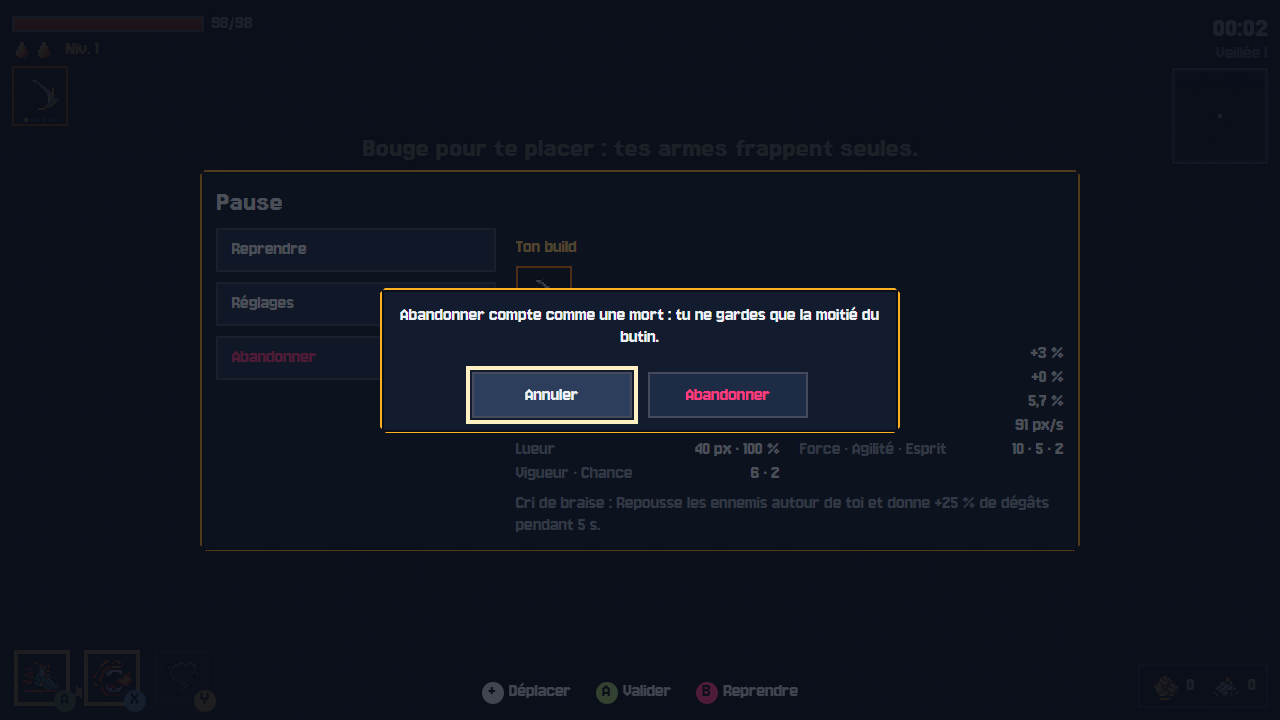 98/98
Niv. 1
00:02
Veillée I
Bouge pour te placer : tes armes frappent seules.
Pause
Reprendre
Ton build
Réglages
Abandonner
Abandonner compte comme une mort : tu ne gardes que la moitié du
butin.
Annuler
Abandonner
+3 %
+0 %
5,7 %
91 px/s
Lueur 40 px · 100 % Force · Agilité · Esprit 10 · 5 · 2
Vigueur · Chance 6 · 2
Cri de braise : Repousse les ennemis autour de toi et donne +25 % de dégâts
pendant 5 s.
A X Y
+ Déplacer A Valider B Reprendre
0 0